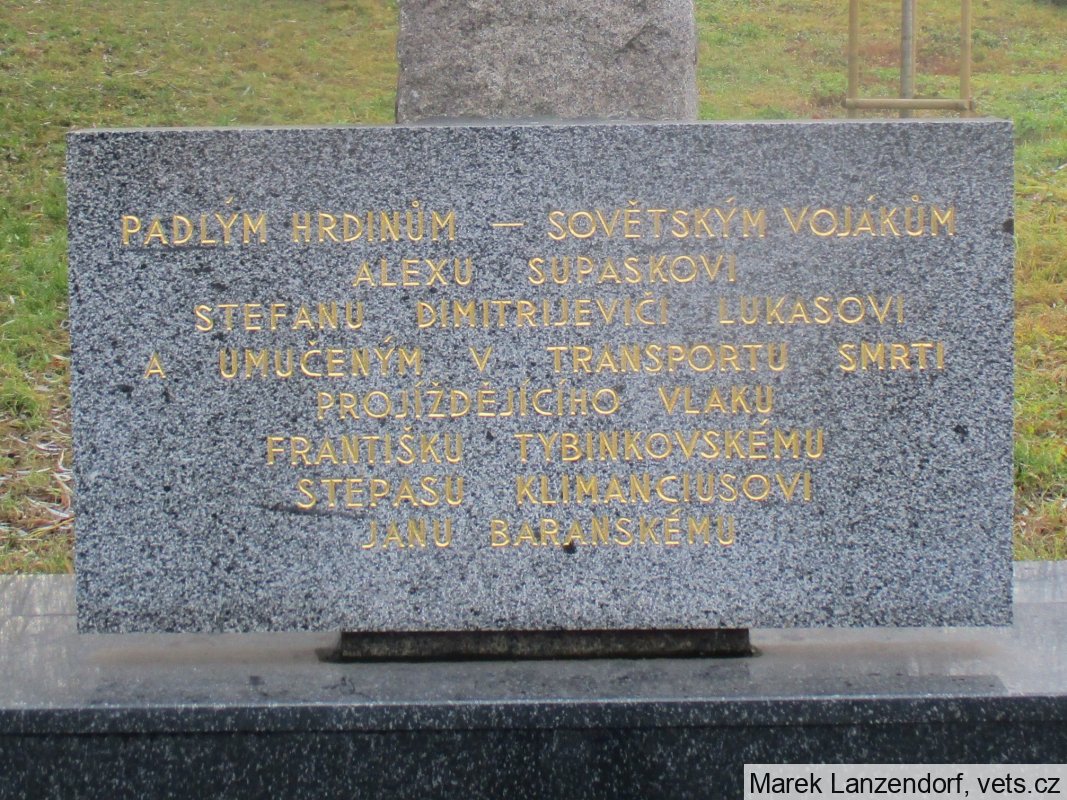 PADLÝM HRDINŮM — SOVĚTSKÝM VOJÁKŮM
ALEXU SUPASKOVI
STEFANU DIMITRIJEVIČI LUKASOVI
A UMUČENÝM V TRANSPORTU SMRTI
PROJÍŽDĚJÍCÍHO VLAKU
FRANTIŠKU TYBINKOVSKÉMU
STEPASU KLIMANCIUSOVI
JANU BARANSKÉMU
Marek Lanzendorf, vets.cz